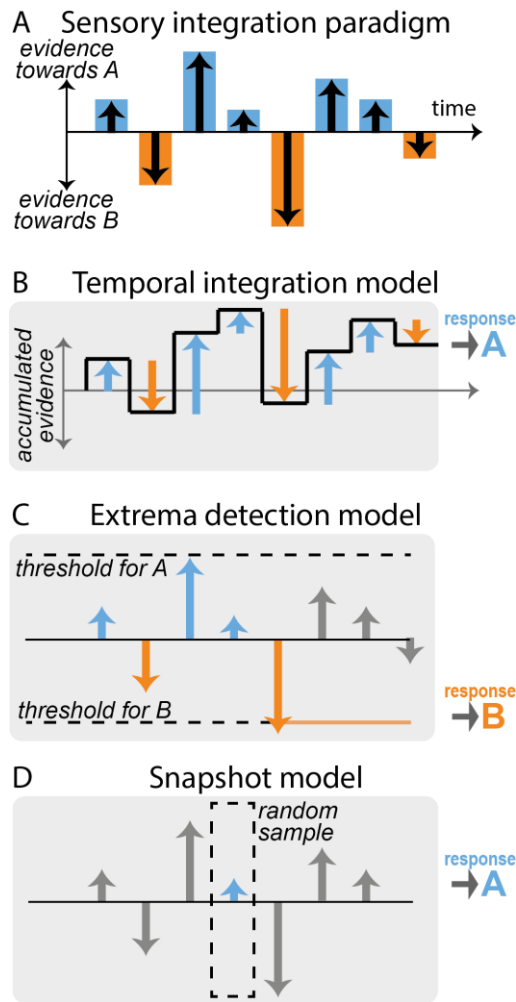 A Sensory integration paradigm
evidence
towards A
time
evidence
towards B
B Temporal integration model
accumulated
evidence
response
A
C Extrema detection model
threshold for A
threshold for B
response
B
D Snapshot model
random
sample
response
A